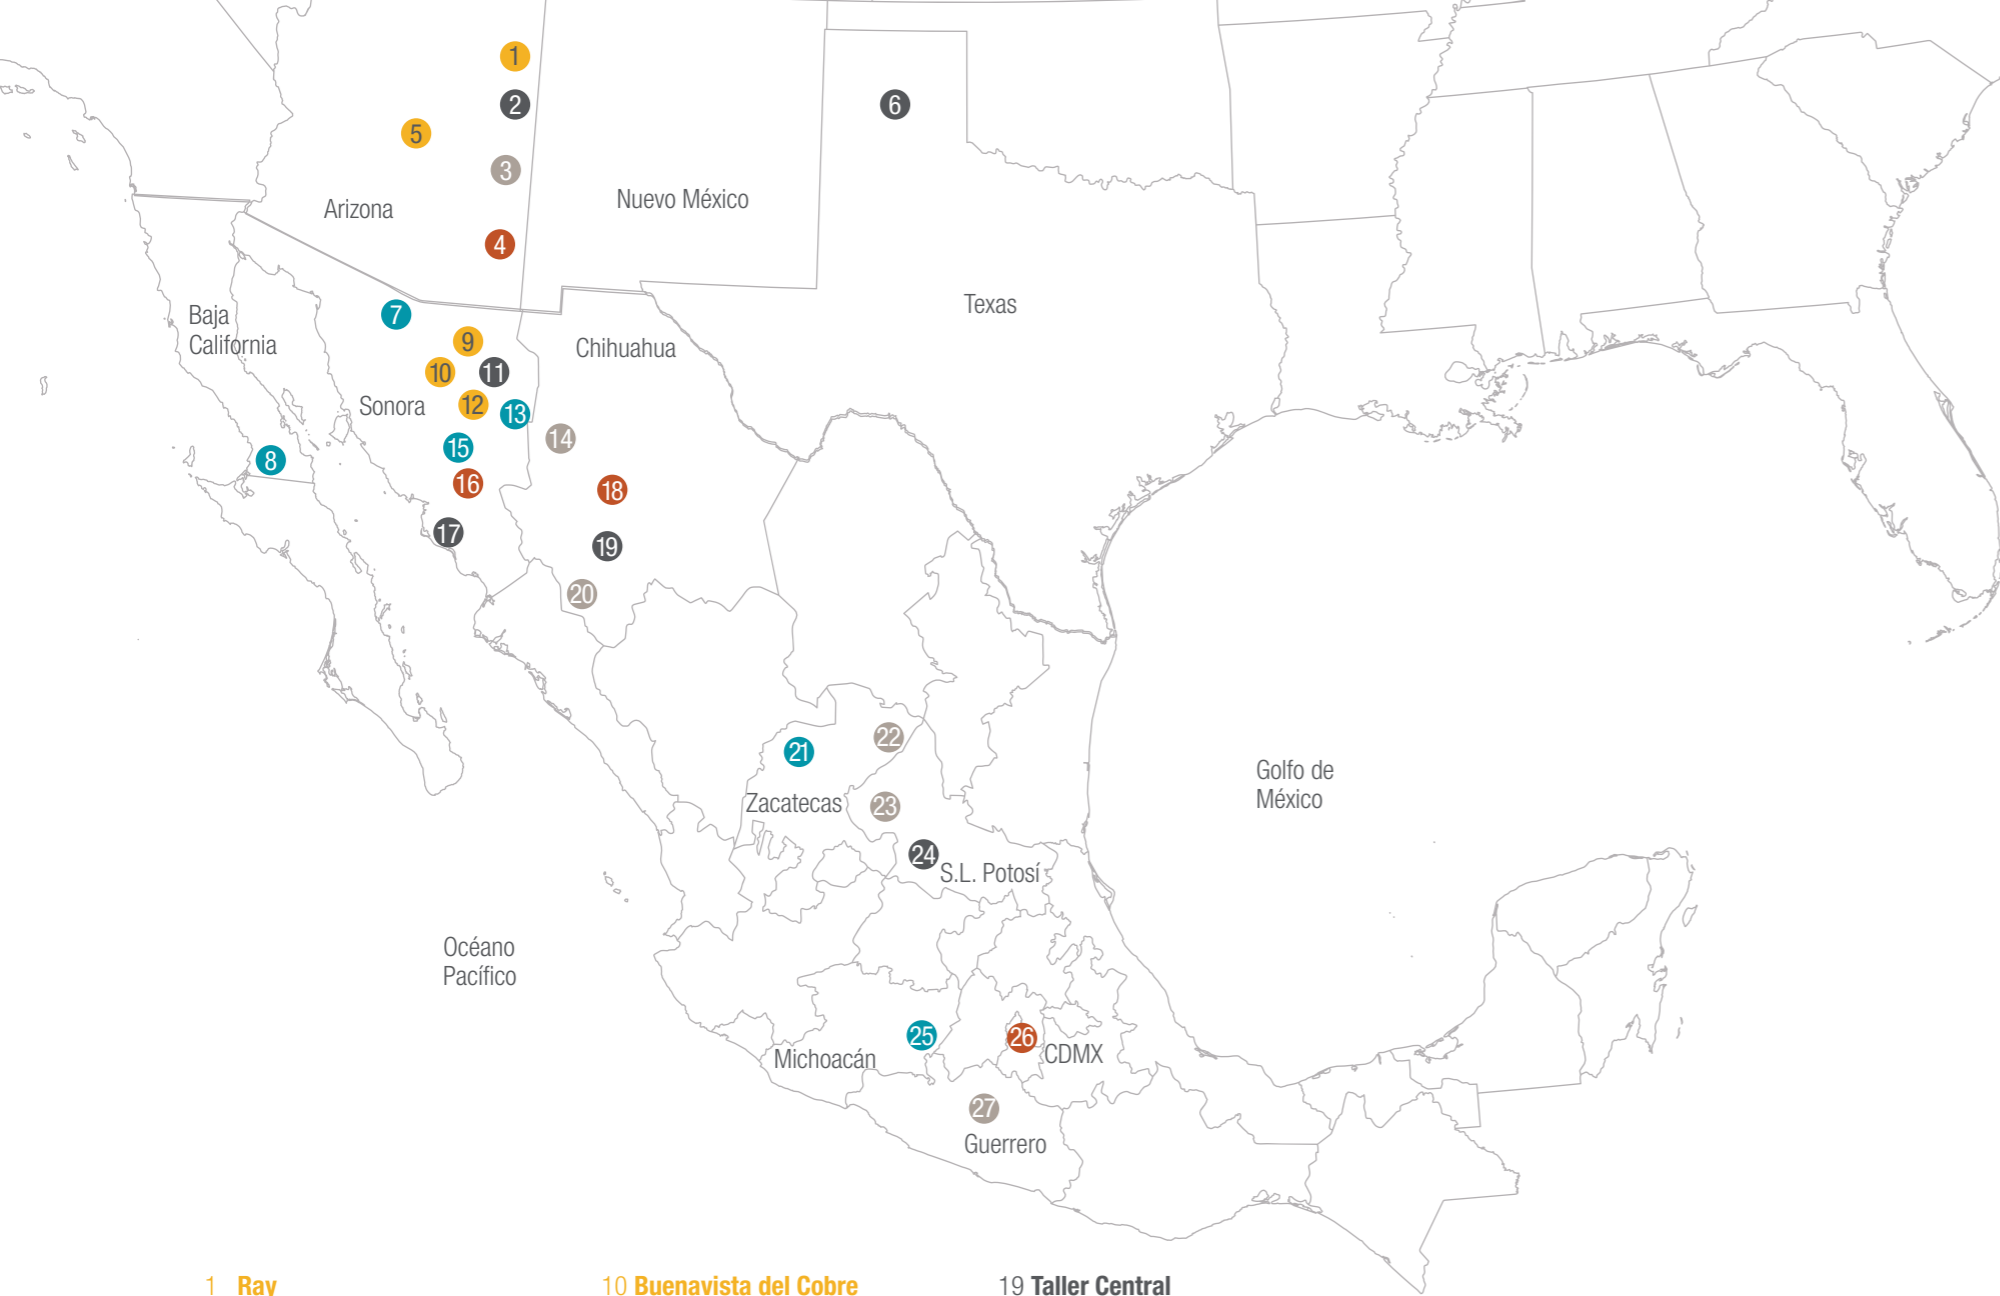 1
2
6
5
3
Nuevo México
Arizona
4
Texas
Baja
California
7
9
Chihuahua
10
11
Sonora
12
13
14
15
8
16
18
17
19
20
22
21
Golfo de
México
Zacatecas
23
24
S.L. Potosí
Océano
Pacífico
25
26
Michoacán
CDMX
27
Guerrero
1 Ray
10 Buenavista del Cobre
19 Taller Central